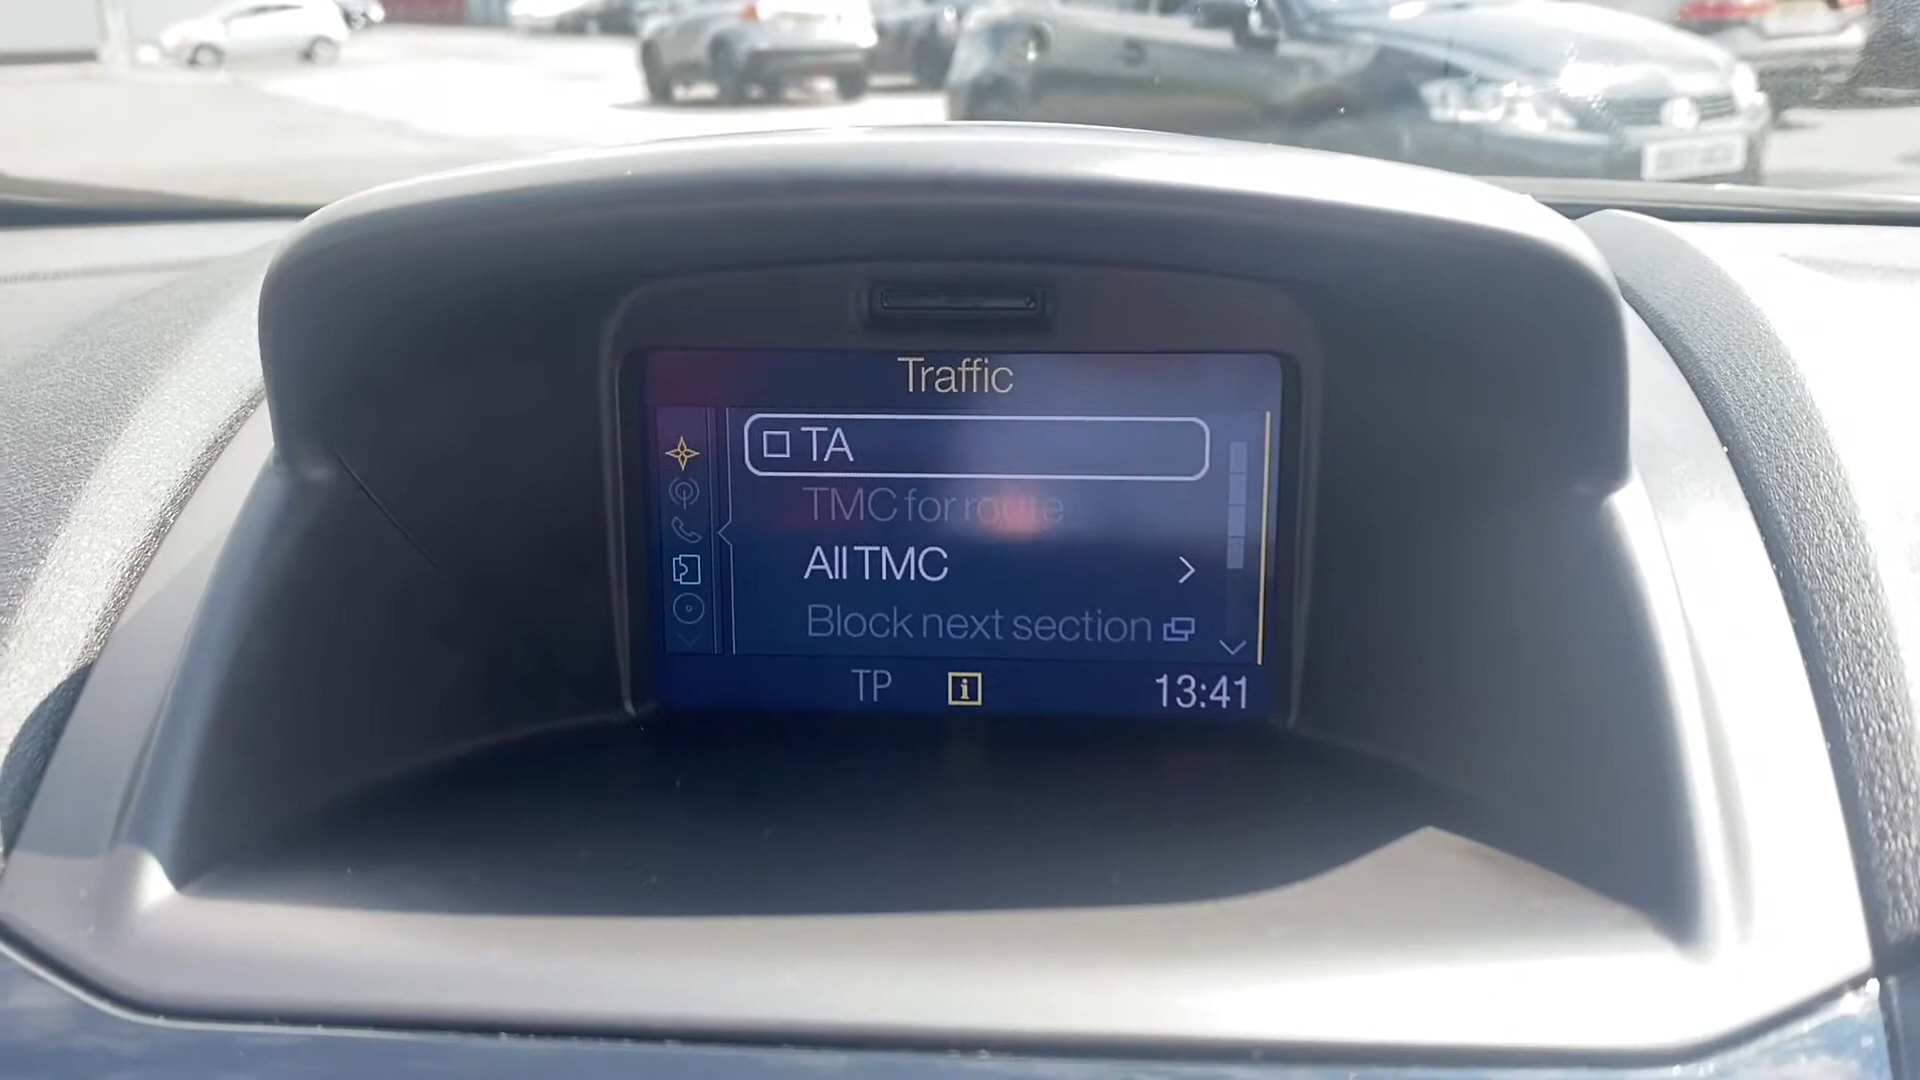 Traffic
TA
TMC for route
All TMC
Block next section
TP
13:41